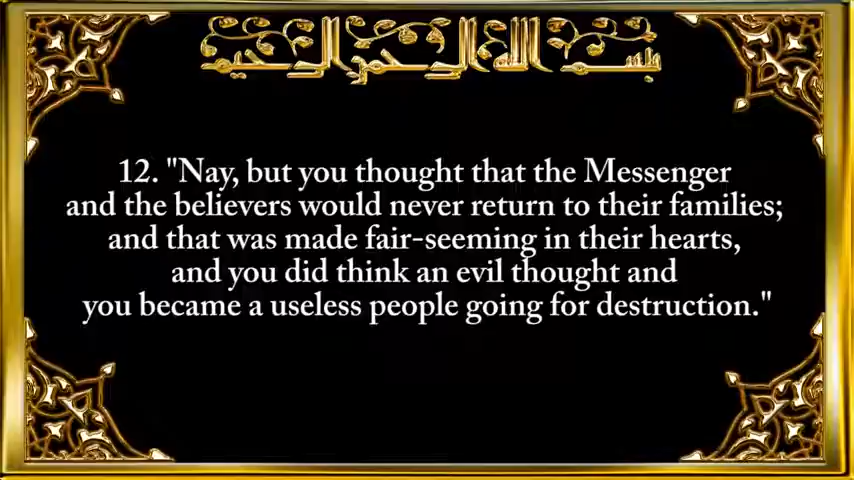 بسم الله الرحمن الرحيم
12. "Nay, but you thought that the Messenger
and the believers would never return to their families;
and that was made fair-seeming in their hearts,
and you did think an evil thought and
you became a useless people going for destruction."